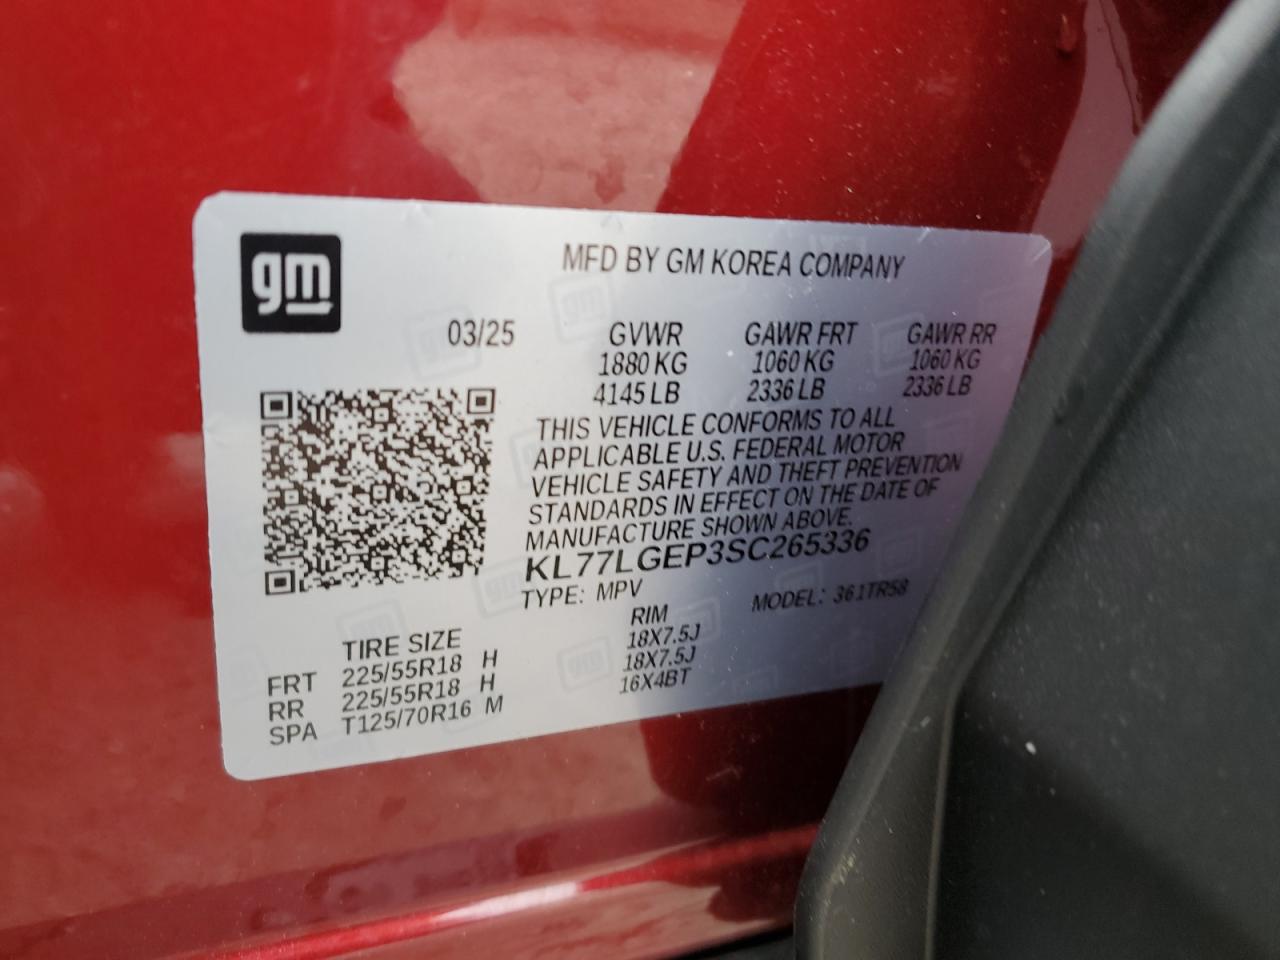 gm
MFD BY GM KOREA COMPANY
03/25 GVWR GAWR FRT GAWR RR
1880 KG 1060 KG 1060 KG
4145 LB 2336 LB 2336 LB
THIS VEHICLE CONFORMS TO ALL
APPLICABLE U.S. FEDERAL MOTOR
VEHICLE SAFETY AND THEFT PREVENTION
STANDARDS IN EFFECT ON THE DATE OF
MANUFACTURE SHOWN ABOVE.
KL77LGEP3SC265336
TYPE: MPV MODEL: 361TR58
TIRE SIZE RIM
FRT 225/55R18 H 18X7.5J
RR 225/55R18 H 18X7.5J
SPA T125/70R16 M 16X4BT